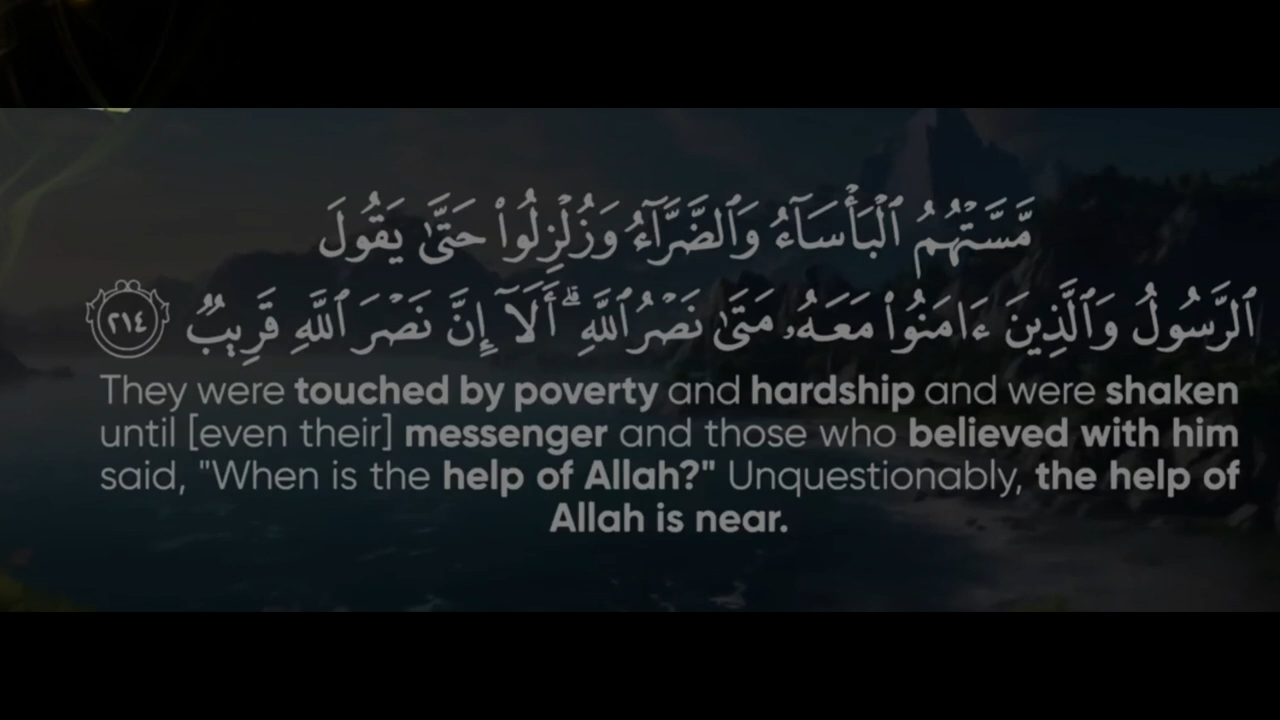 مَّسَّتْهُمُ ٱلْبَأْسَآءُ وَٱلضَّرَّآءُ وَزُلْزِلُوا۟ حَتَّىٰ يَقُولَ
ٱلرَّسُولُ وَٱلَّذِينَ ءَامَنُوا۟ مَعَهُۥ مَتَىٰ نَصْرُ ٱللَّهِ ۗ أَلَآ إِنَّ نَصْرَ ٱللَّهِ قَرِيبٌ ٢١٤
They were touched by poverty and hardship and were shaken
until [even their] messenger and those who believed with him
said, "When is the help of Allah?" Unquestionably, the help of
Allah is near.